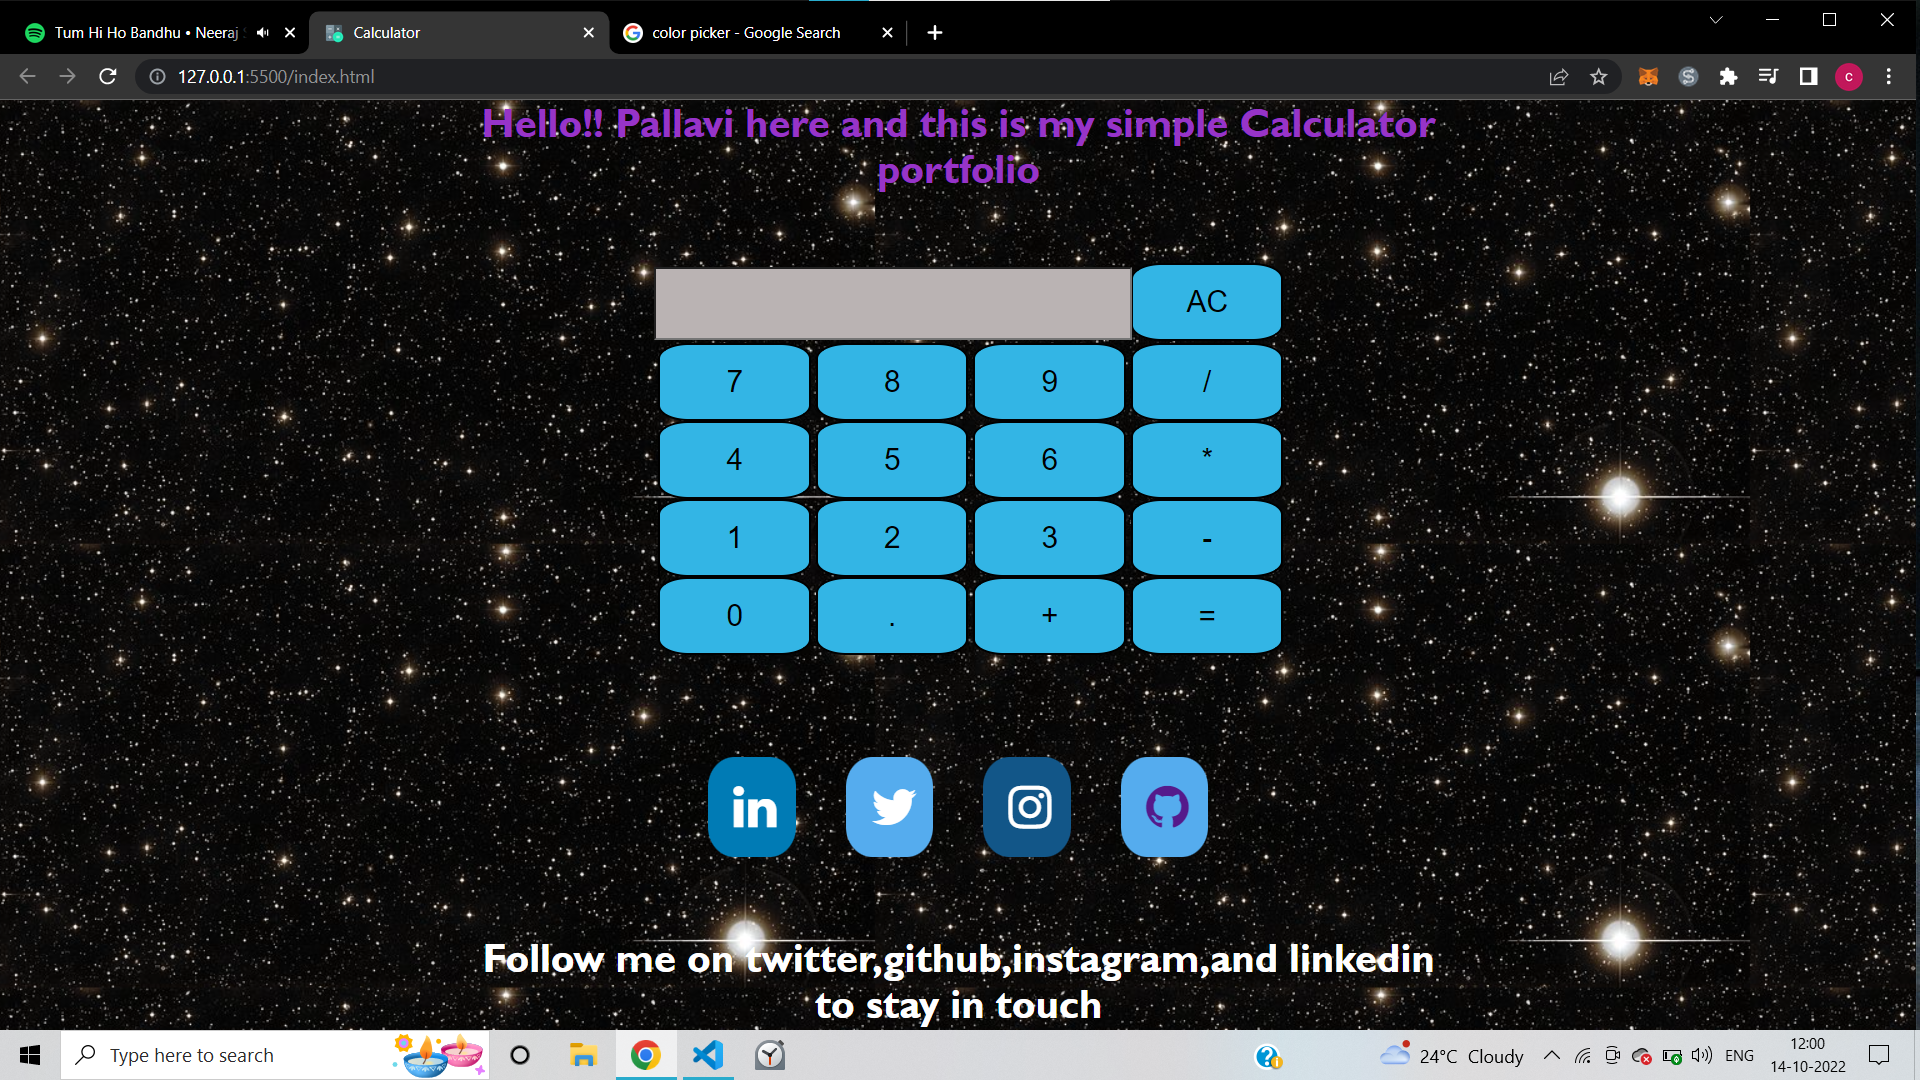 Tum Hi Ho Bandhu • Neeraj
Calculator
color picker - Google Search
127.0.0.1:5500/index.html
c
Hello!! Pallavi here and this is my simple Calculator
portfolio
AC
7 8 9 /
4 5 6 *
1 2 3 -
0 . + =
in
Follow me on twitter,github,instagram,and linkedin
to stay in touch
Type here to search
24°C Cloudy
ENG
12:00
14-10-2022